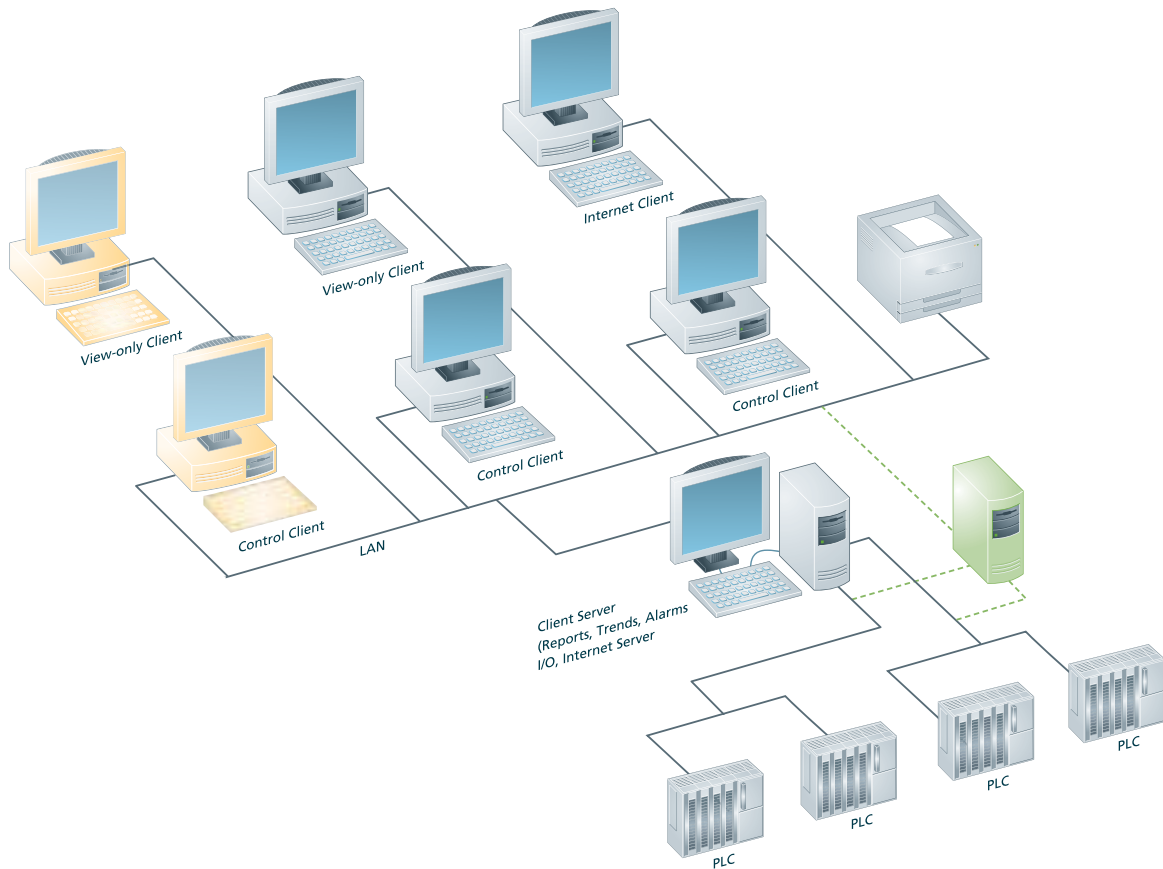 Internet Client
View-only Client
View-only Client
Control Client
Control Client
Control Client
LAN
Client Server
(Reports, Trends, Alarms
I/O, Internet Server
PLC
PLC
PLC
PLC